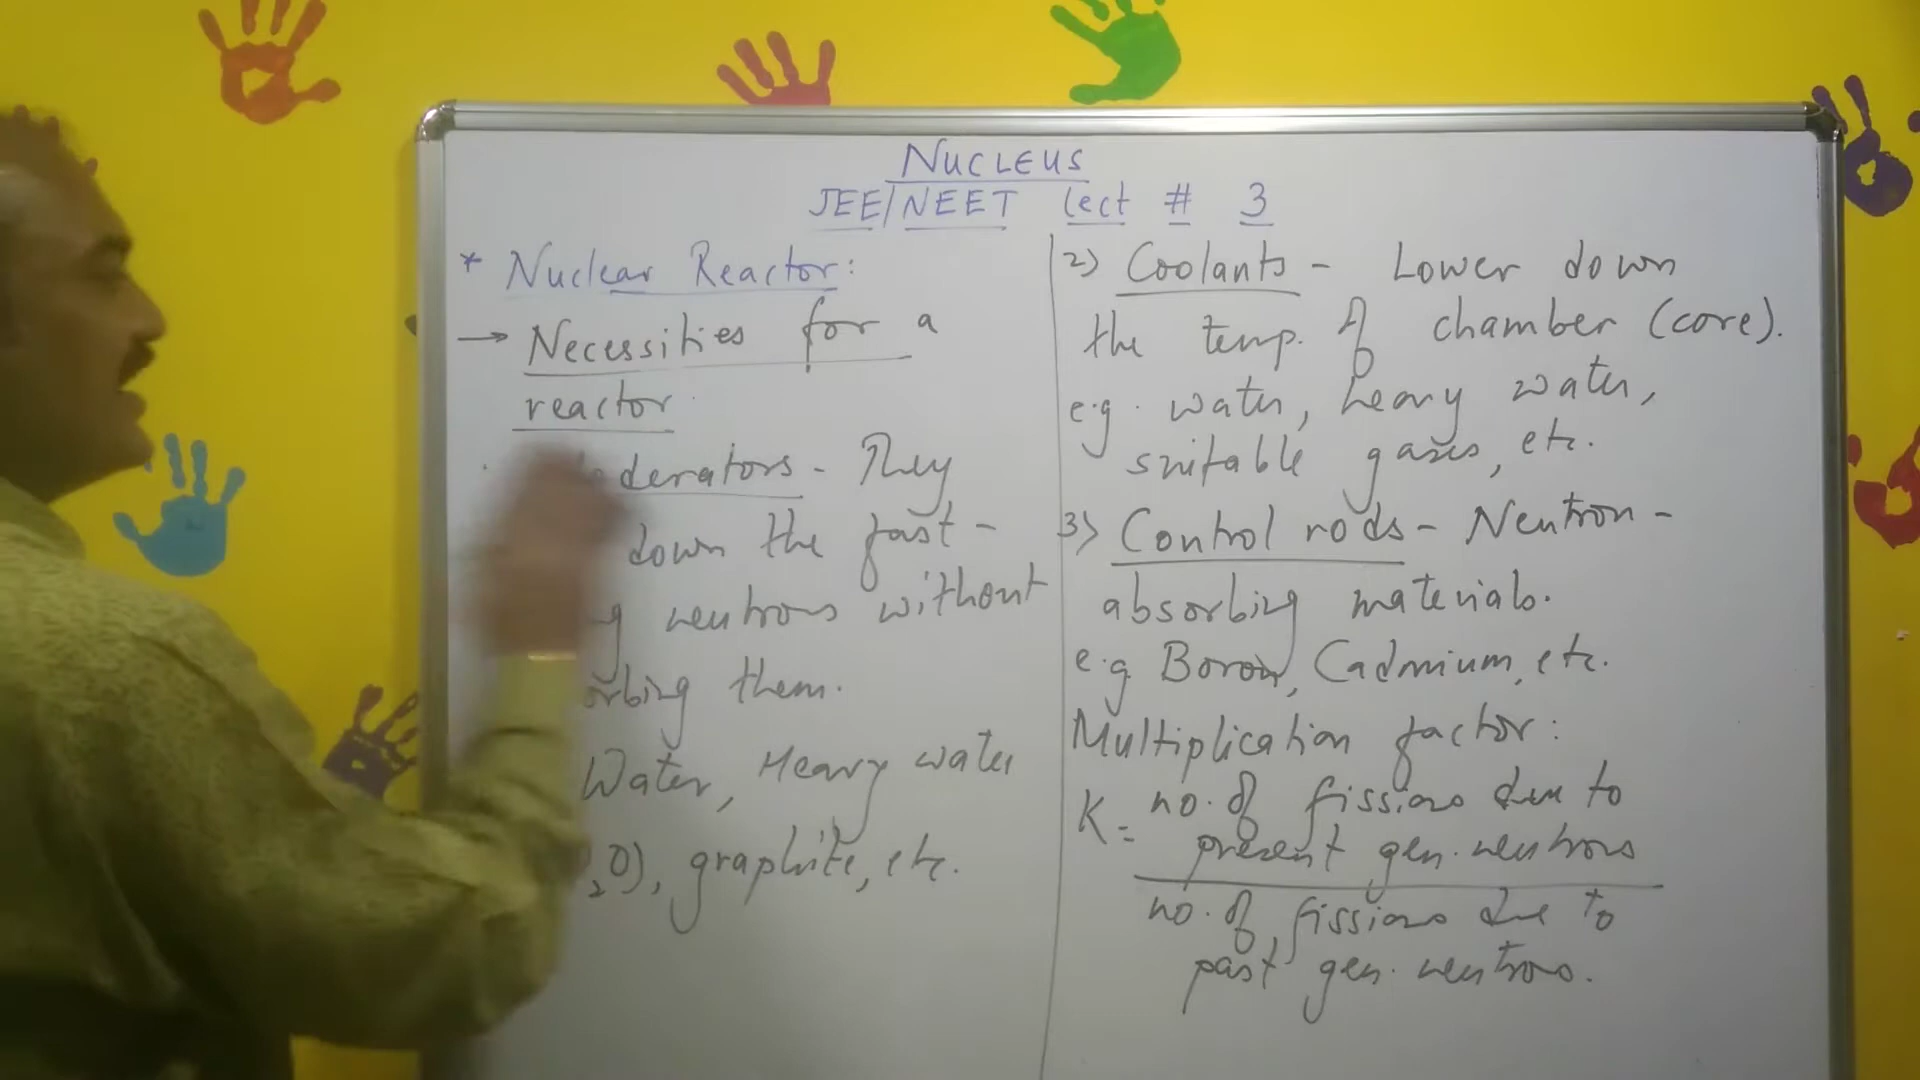 NUCLEUS
JEE/NEET Lect # 3
* Nuclear Reactor:
→ Necessities for a
reactor
derators - They
down the fast-
g neutrons without
orbing them.
Water, Heavy water
2O), graphite, etc.
2) Coolants - Lower down
the temp. of chamber (core).
e.g. water, heavy water,
suitable gases, etc.
3) Control rods - Neutron-
absorbing materials.
e.g Boron, Cadmium, etc.
Multiplication factor:
K = no. of fissions due to
present gen. neutrons
no. of fissions due to
past gen. neutrons.